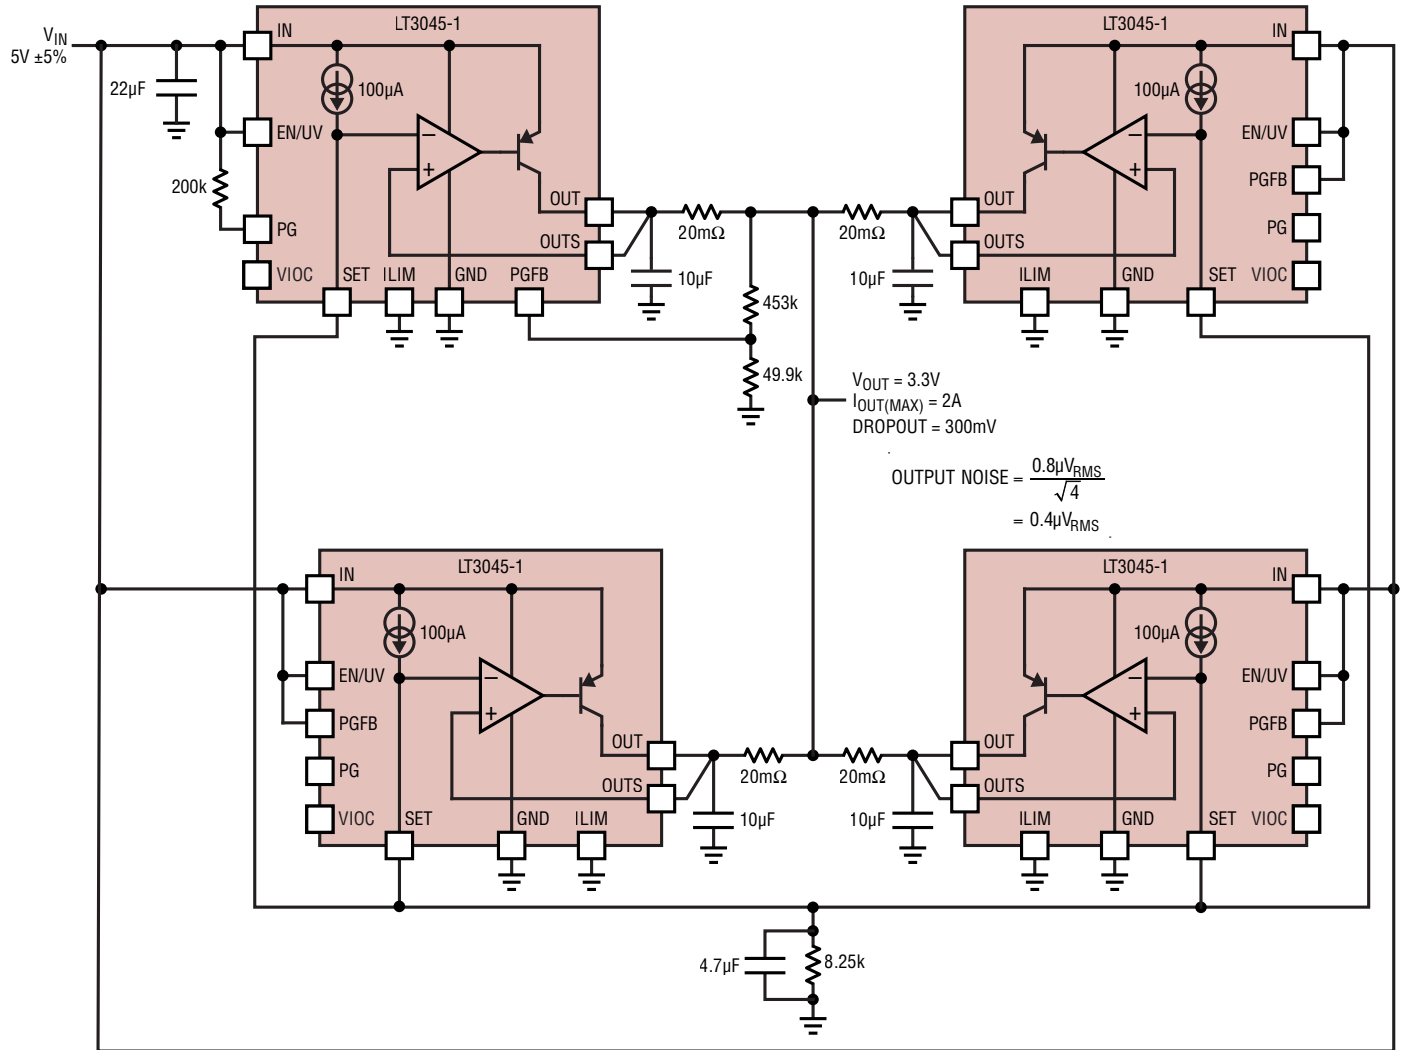 LT3045-1
VIN
5V ±5%
IN
22µF
100µA
EN/UV
200k
PG
VIOC
SET
ILIM
GND
PGFB
OUT
OUTS
–
+
10µF
20mΩ
453k
49.9k
LT3045-1
IN
100µA
EN/UV
PGFB
PG
VIOC
OUT
OUTS
–
+
ILIM
GND
SET
20mΩ
10µF
VOUT = 3.3V
IOUT(MAX) = 2A
DROPOUT = 300mV
OUTPUT NOISE = 0.8µVRMS / √4
= 0.4µVRMS
LT3045-1
IN
100µA
EN/UV
PGFB
PG
VIOC
–
+
OUT
OUTS
SET
GND
ILIM
20mΩ
10µF
LT3045-1
IN
100µA
EN/UV
PGFB
PG
VIOC
–
+
OUT
OUTS
ILIM
GND
SET
20mΩ
10µF
4.7µF
8.25k